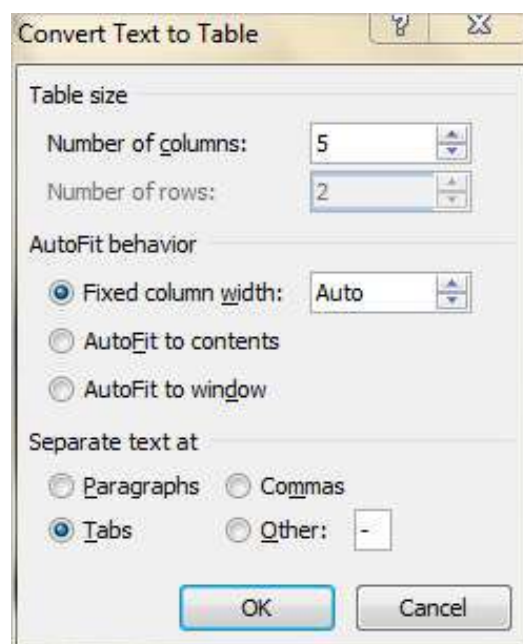 Convert Text to Table
?
Table size
Number of columns: 5
Number of rows: 2
AutoFit behavior
Fixed column width: Auto
AutoFit to contents
AutoFit to window
Separate text at
Paragraphs Commas
Tabs Other: -
OK Cancel